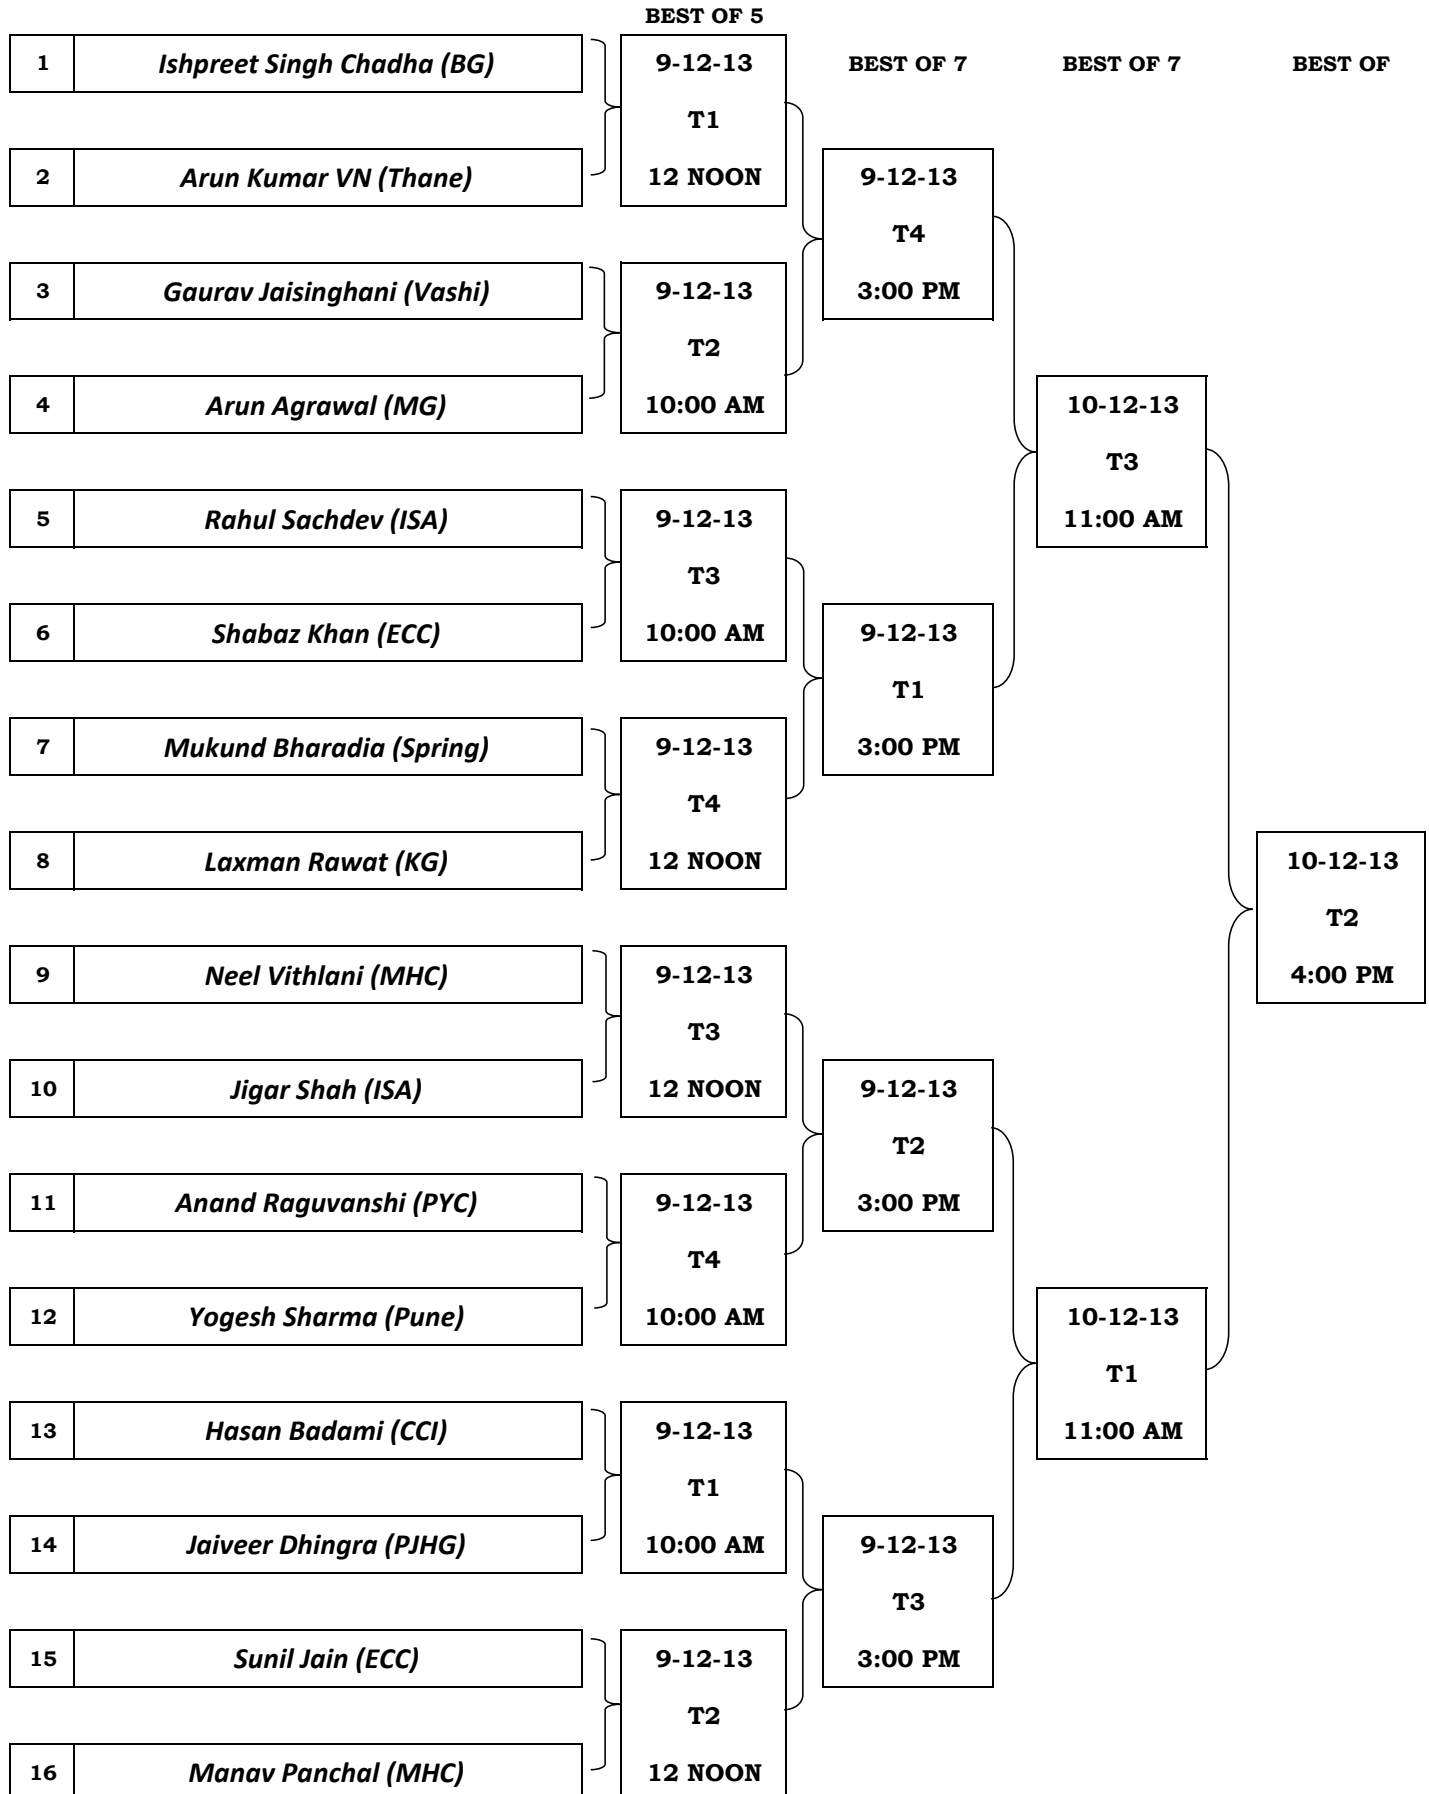 BEST OF 5
1 Ishpreet Singh Chadha (BG) 9-12-13 BEST OF 7 BEST OF 7 BEST OF
T1
2 Arun Kumar VN (Thane) 12 NOON 9-12-13
T4
3 Gaurav Jaisinghani (Vashi) 9-12-13 3:00 PM
T2
4 Arun Agrawal (MG) 10:00 AM 10-12-13
T3
5 Rahul Sachdev (ISA) 9-12-13 11:00 AM
T3
6 Shabaz Khan (ECC) 10:00 AM 9-12-13
T1
7 Mukund Bharadia (Spring) 9-12-13 3:00 PM
T4
8 Laxman Rawat (KG) 12 NOON 10-12-13
T2
9 Neel Vithlani (MHC) 9-12-13 4:00 PM
T3
10 Jigar Shah (ISA) 12 NOON 9-12-13
T2
11 Anand Raguvanshi (PYC) 9-12-13 3:00 PM
T4
12 Yogesh Sharma (Pune) 10:00 AM 10-12-13
T1
13 Hasan Badami (CCI) 9-12-13 11:00 AM
T1
14 Jaiveer Dhingra (PJHG) 10:00 AM 9-12-13
T3
15 Sunil Jain (ECC) 9-12-13 3:00 PM
T2
16 Manav Panchal (MHC) 12 NOON